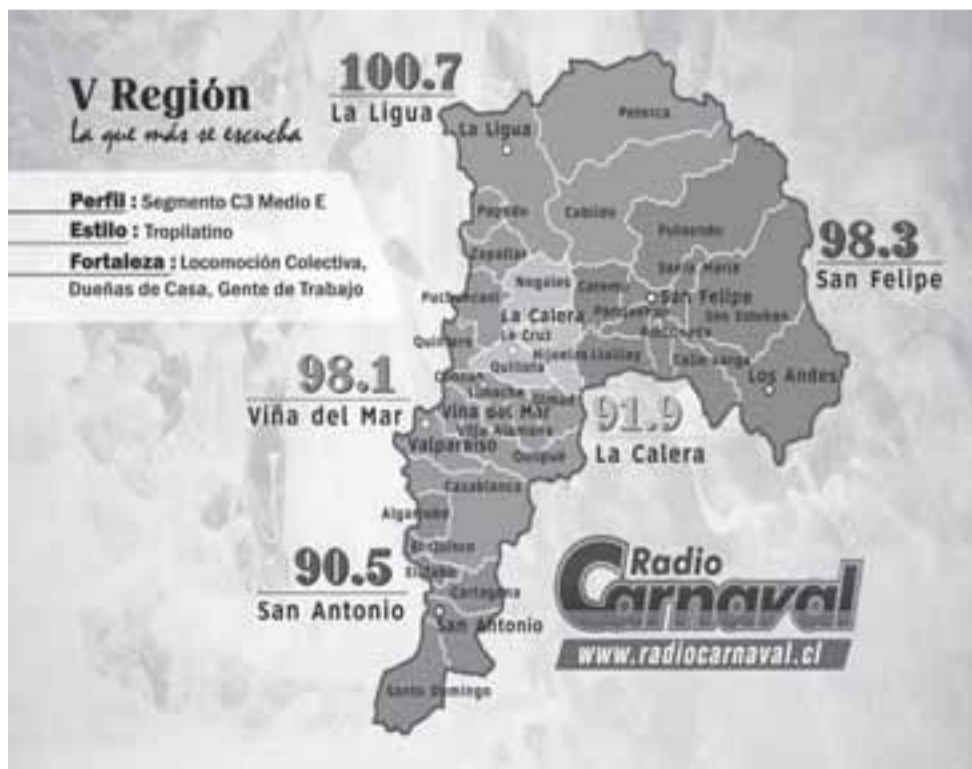 V Región
La que más se escucha
Perfil : Segmento C3 Medio E
Estilo : Tropilatino
Fortaleza : Locomoción Colectiva,
Dueñas de Casa, Gente de Trabajo
100.7
La Ligua
98.3
San Felipe
98.1
Viña del Mar
91.9
La Calera
90.5
San Antonio
La Ligua
Petorca
Papudo
Cabildo
Zapallar
Putaendo
Santa María
Nogales
Catemu
San Felipe
Puchuncaví
La Calera
Panquehue
San Esteban
La Cruz
Rinconada
Quintero
Hijuelas
Llaillay
Calle Larga
Quillota
Los Andes
Concón
Limache
Olmué
Viña del Mar
Villa Alemana
Valparaíso
Quilpué
Casablanca
Algarrobo
El Quisco
El Tabo
Cartagena
San Antonio
Santo Domingo
Radio
Carnaval
www.radiocarnaval.cl